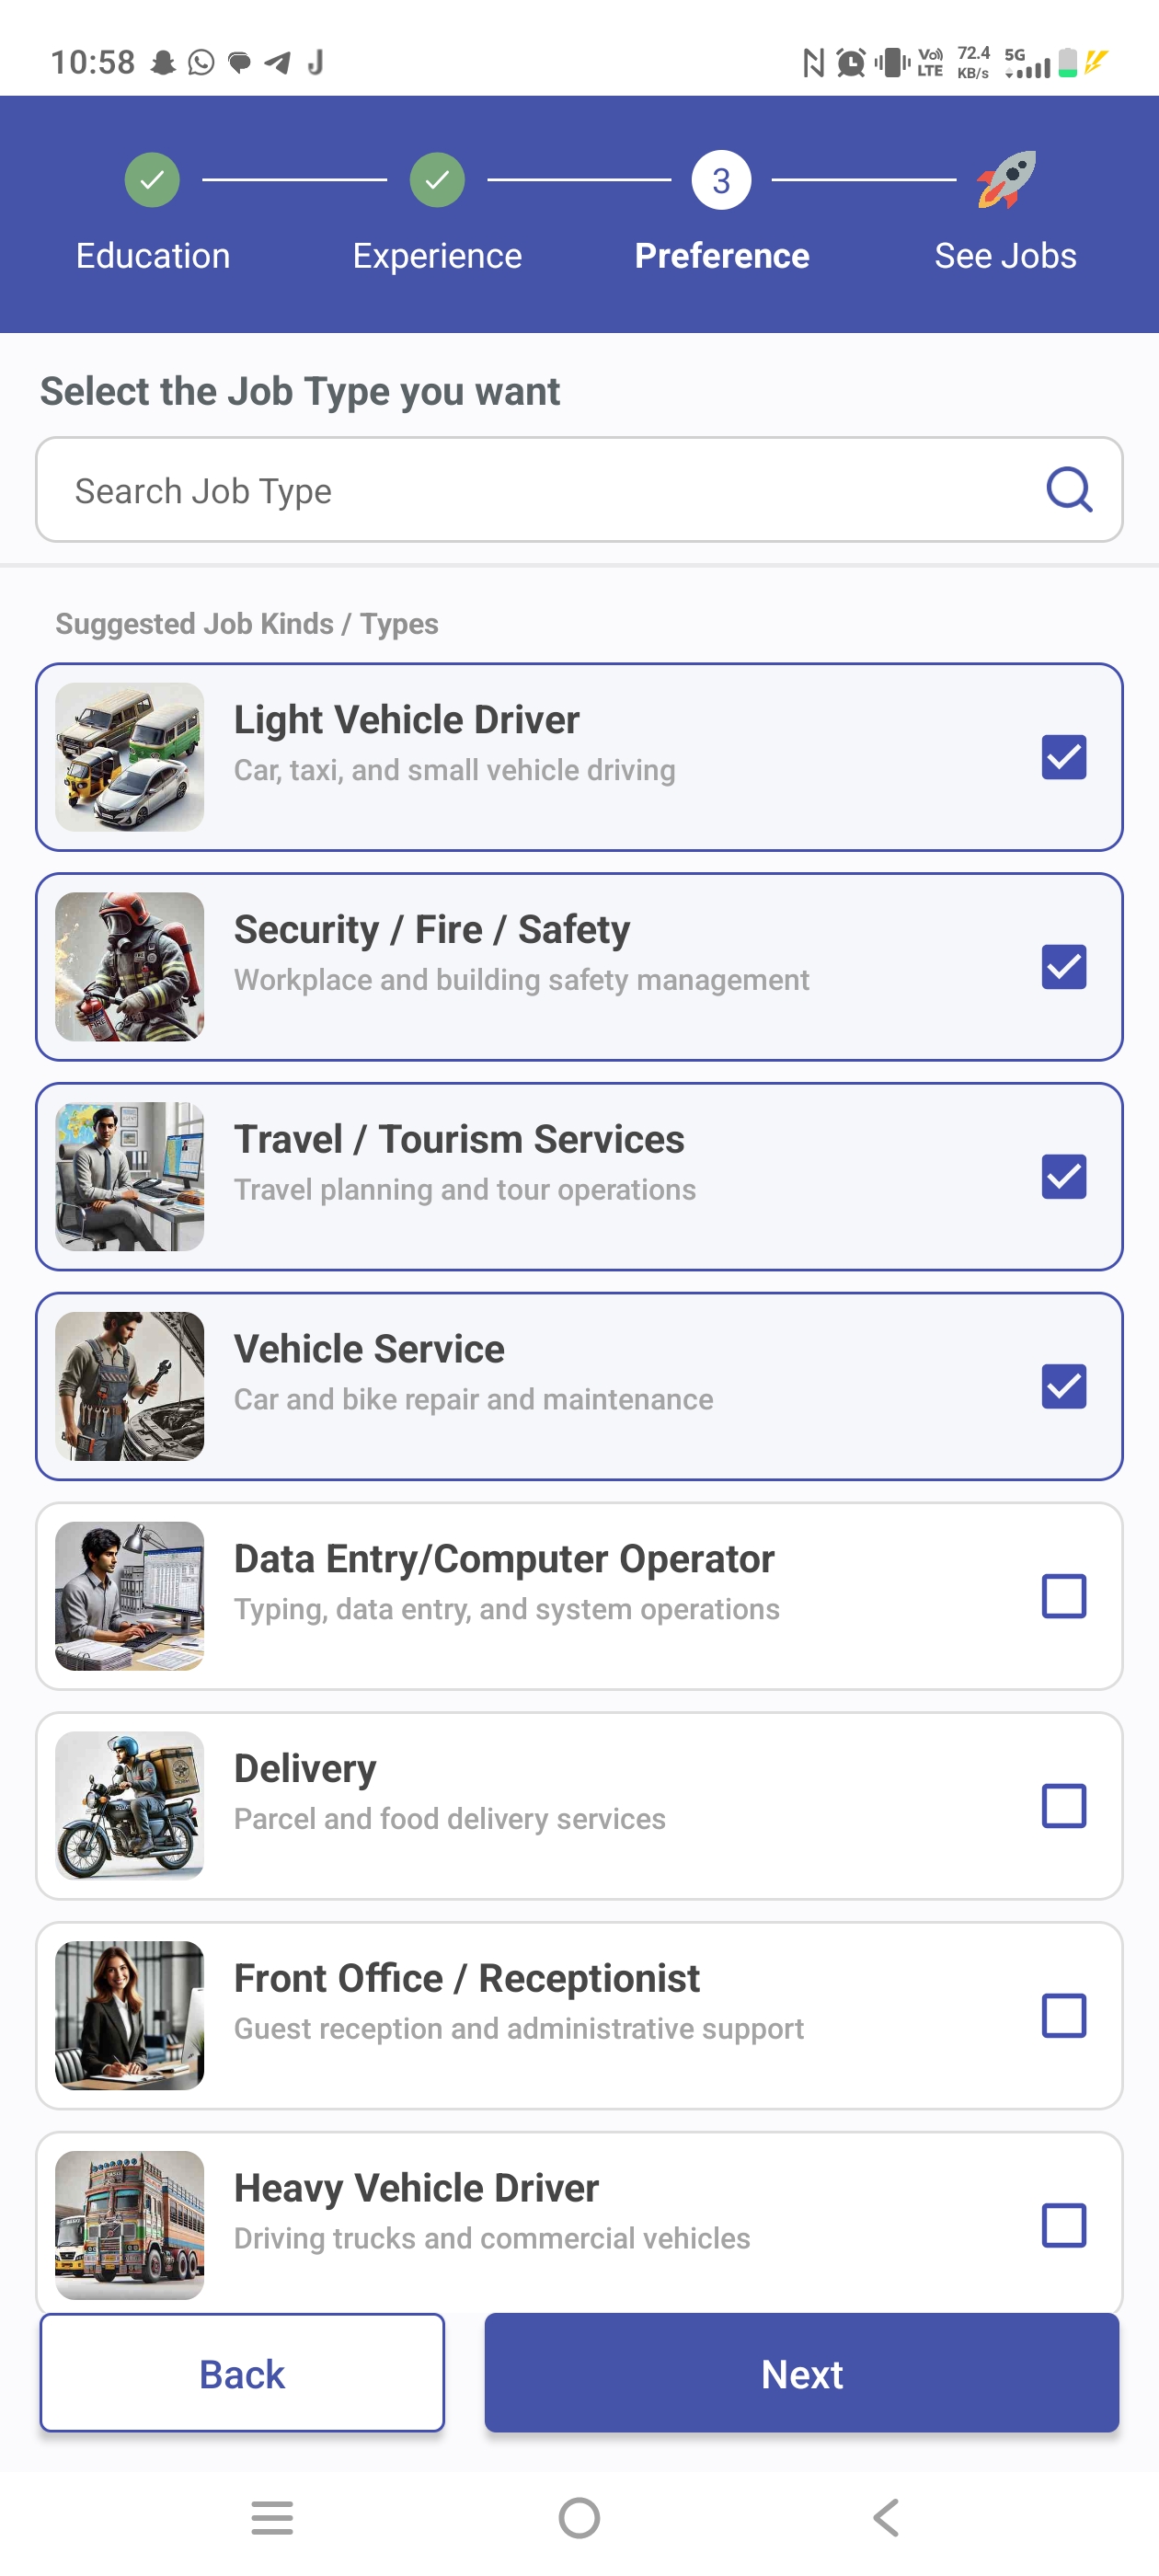 10:58
Vo) LTE
72.4 KB/s
5G
3
Education
Experience
Preference
See Jobs
Select the Job Type you want
Search Job Type
Suggested Job Kinds / Types
Light Vehicle Driver
Car, taxi, and small vehicle driving
Security / Fire / Safety
Workplace and building safety management
Travel / Tourism Services
Travel planning and tour operations
Vehicle Service
Car and bike repair and maintenance
Data Entry/Computer Operator
Typing, data entry, and system operations
Delivery
Parcel and food delivery services
Front Office / Receptionist
Guest reception and administrative support
Heavy Vehicle Driver
Driving trucks and commercial vehicles
Back
Next